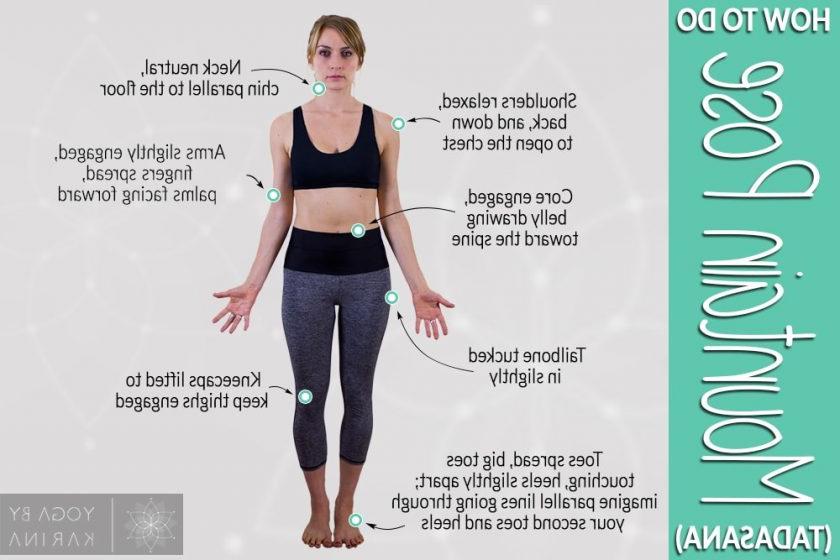 HOW TO DO
Mountain Pose
(TADASANA)
Neck neutral,
chin parallel to the floor
Shoulders relaxed,
back, and down
to open the chest
Arms slightly engaged,
fingers spread,
palms facing forward
Core engaged,
belly drawing
toward the spine
Tailbone tucked
in slightly
Kneecaps lifted to
keep thighs engaged
Toes spread, big toes
touching, heels slightly apart;
imagine parallel lines going through
your second toes and heels
YOGA BY
KARINA